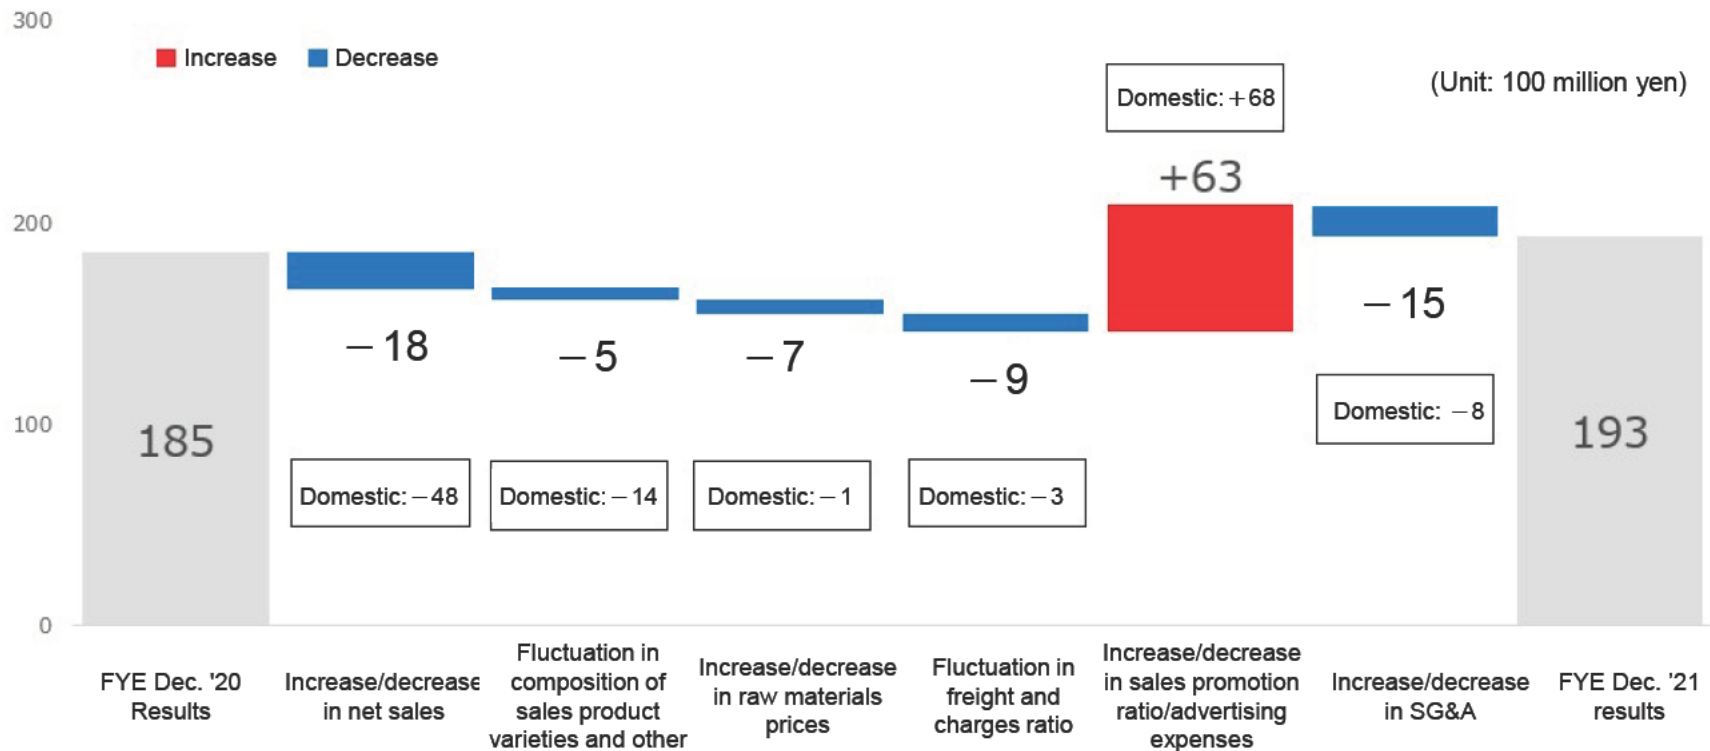 300
Increase
Decrease
(Unit: 100 million yen)
Domestic: +68
+63
200
−18
−5
−7
−9
−15
100
185
193
Domestic: −48
Domestic: −14
Domestic: −1
Domestic: −3
Domestic: −8
0
FYE Dec. '20
Results
Increase/decrease
in net sales
Fluctuation in
composition of
sales product
varieties and other
Increase/decrease
in raw materials
prices
Fluctuation in
freight and
charges ratio
Increase/decrease
in sales promotion
ratio/advertising
expenses
Increase/decrease
in SG&A
FYE Dec. '21
results